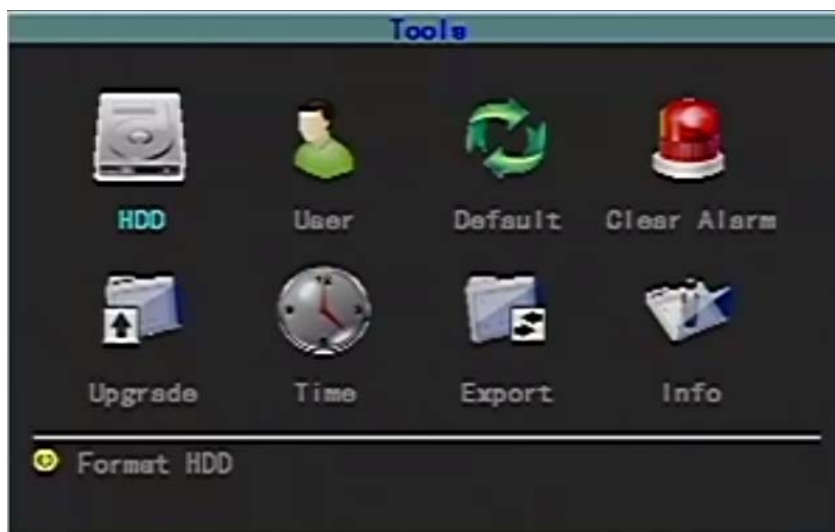 Tools
HDD User Default Clear Alarm
Upgrade Time Export Info
Format HDD